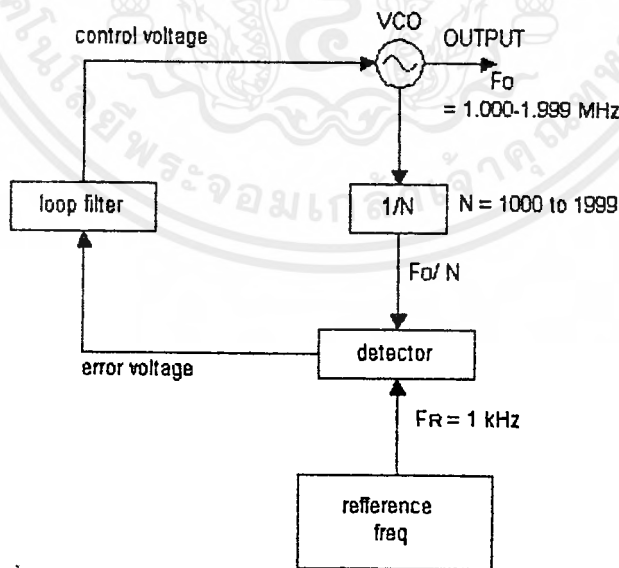 VCO
control voltage
OUTPUT
Fo
= 1.000-1.999 MHz
loop filter
1/N
N = 1000 to 1999
Fo/ N
detector
error voltage
FR = 1 kHz
refference
freq